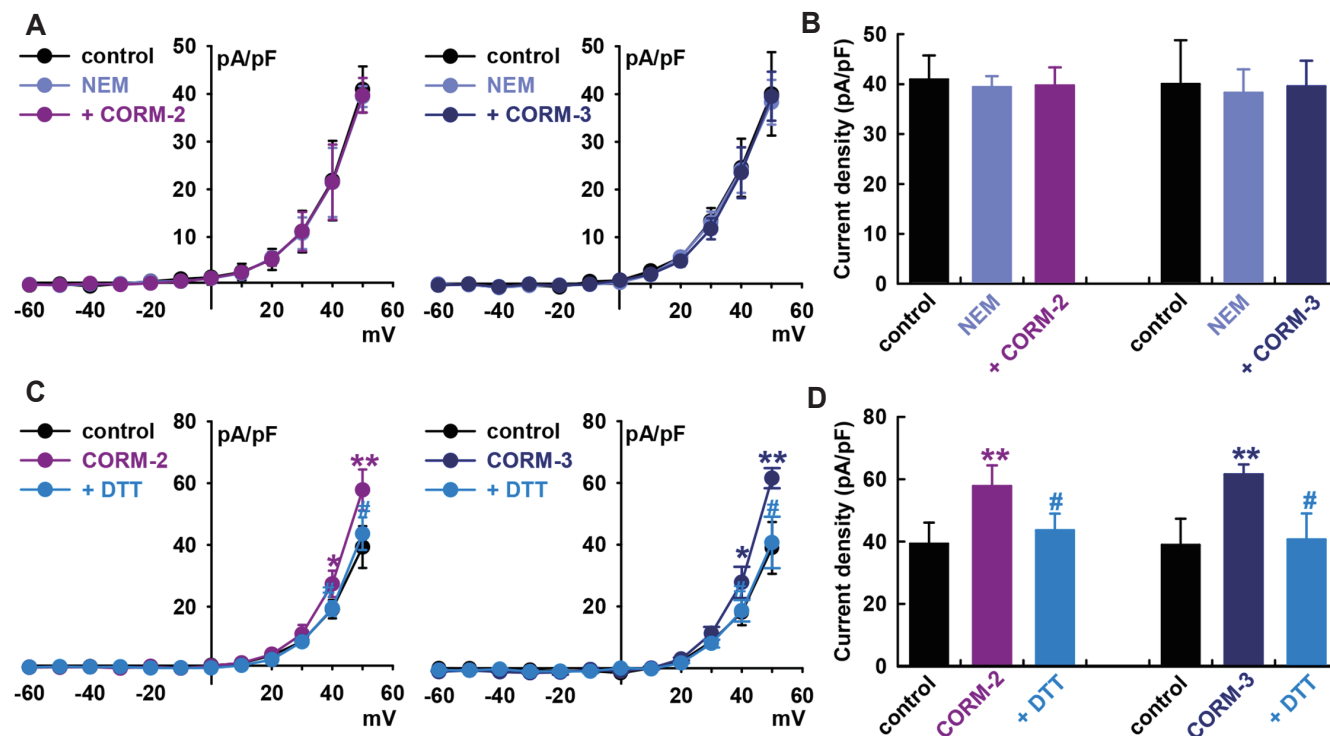 A
control
NEM
+ CORM-2
pA/pF
50
40
30
20
10
-60 -40 -20 20 40 60
mV
control
NEM
+ CORM-3
pA/pF
50
40
30
20
10
-60 -40 -20 20 40 60
mV
B
Current density (pA/pF)
50
40
30
20
10
0
control NEM + CORM-2 control NEM + CORM-3
C
control
CORM-2
+ DTT
pA/pF
80
60
40
20
**
#
*
#
-60 -40 -20 20 40 60
mV
control
CORM-3
+ DTT
pA/pF
80
60
40
20
**
#
*
#
-60 -40 -20 20 40 60
mV
D
Current density (pA/pF)
80
60
40
20
0
** # ** #
control CORM-2 + DTT control CORM-3 + DTT